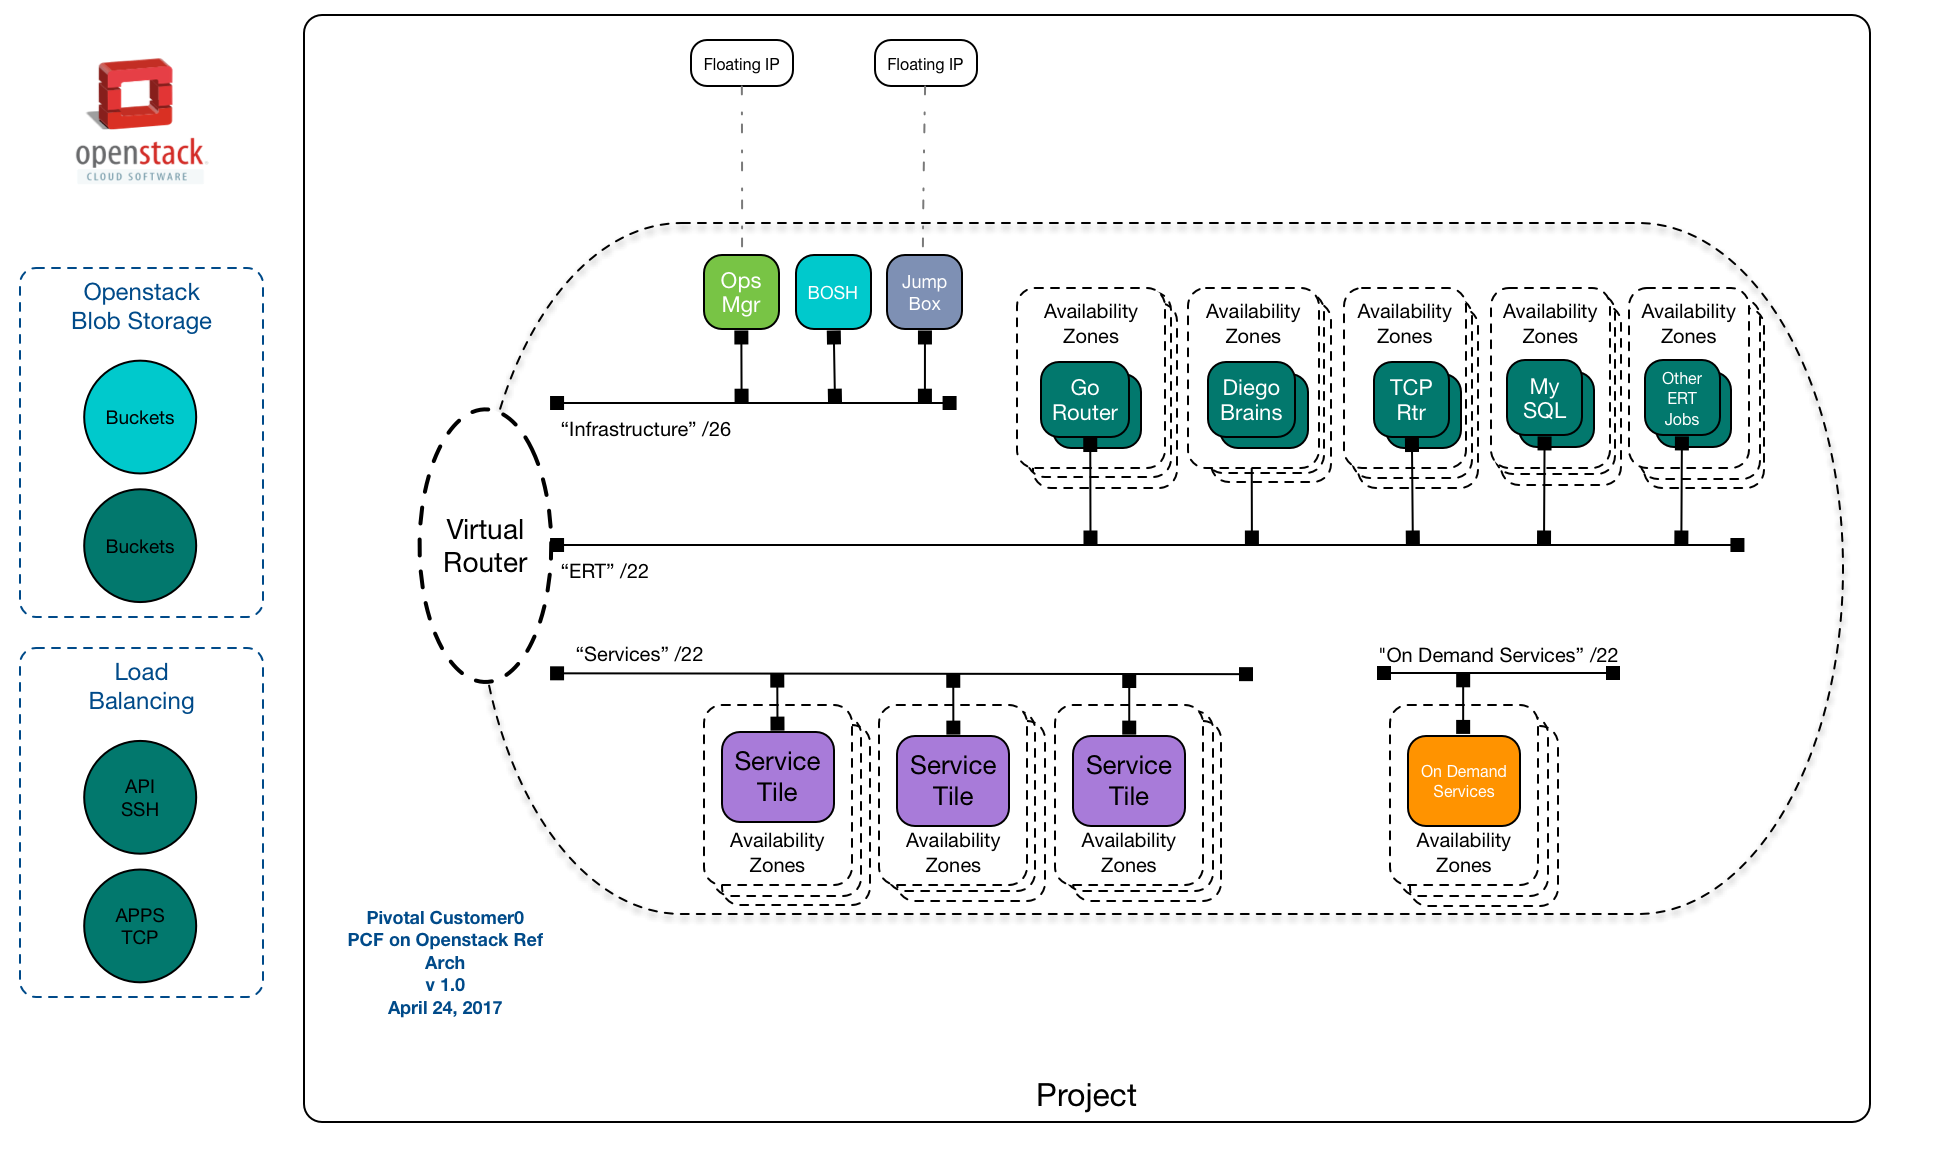 openstack
CLOUD SOFTWARE
Openstack
Blob Storage
Buckets
Buckets
Load
Balancing
API
SSH
APPS
TCP
Floating IP
Floating IP
Ops
Mgr
BOSH
Jump
Box
“Infrastructure” /26
Availability
Zones
Go
Router
Availability
Zones
Diego
Brains
Availability
Zones
TCP
Rtr
Availability
Zones
My
SQL
Availability
Zones
Other
ERT
Jobs
Virtual
Router
“ERT” /22
“Services” /22
"On Demand Services” /22
Service
Tile
Availability
Zones
Service
Tile
Availability
Zones
Service
Tile
Availability
Zones
On Demand
Services
Availability
Zones
Pivotal Customer0
PCF on Openstack Ref
Arch
v 1.0
April 24, 2017
Project